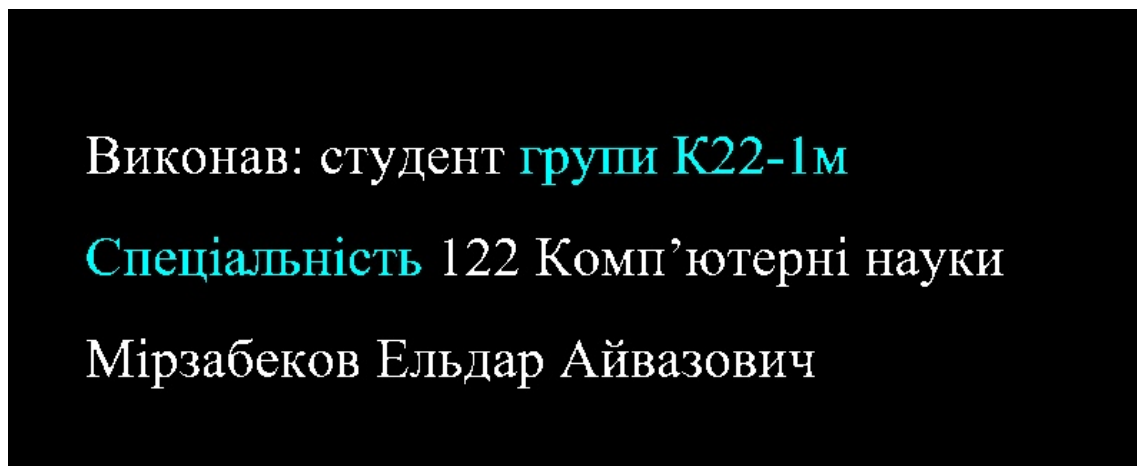 Виконав: студент групи К22-1м
Спеціальність 122 Комп’ютерні науки
Мірзабеков Ельдар Айвазович